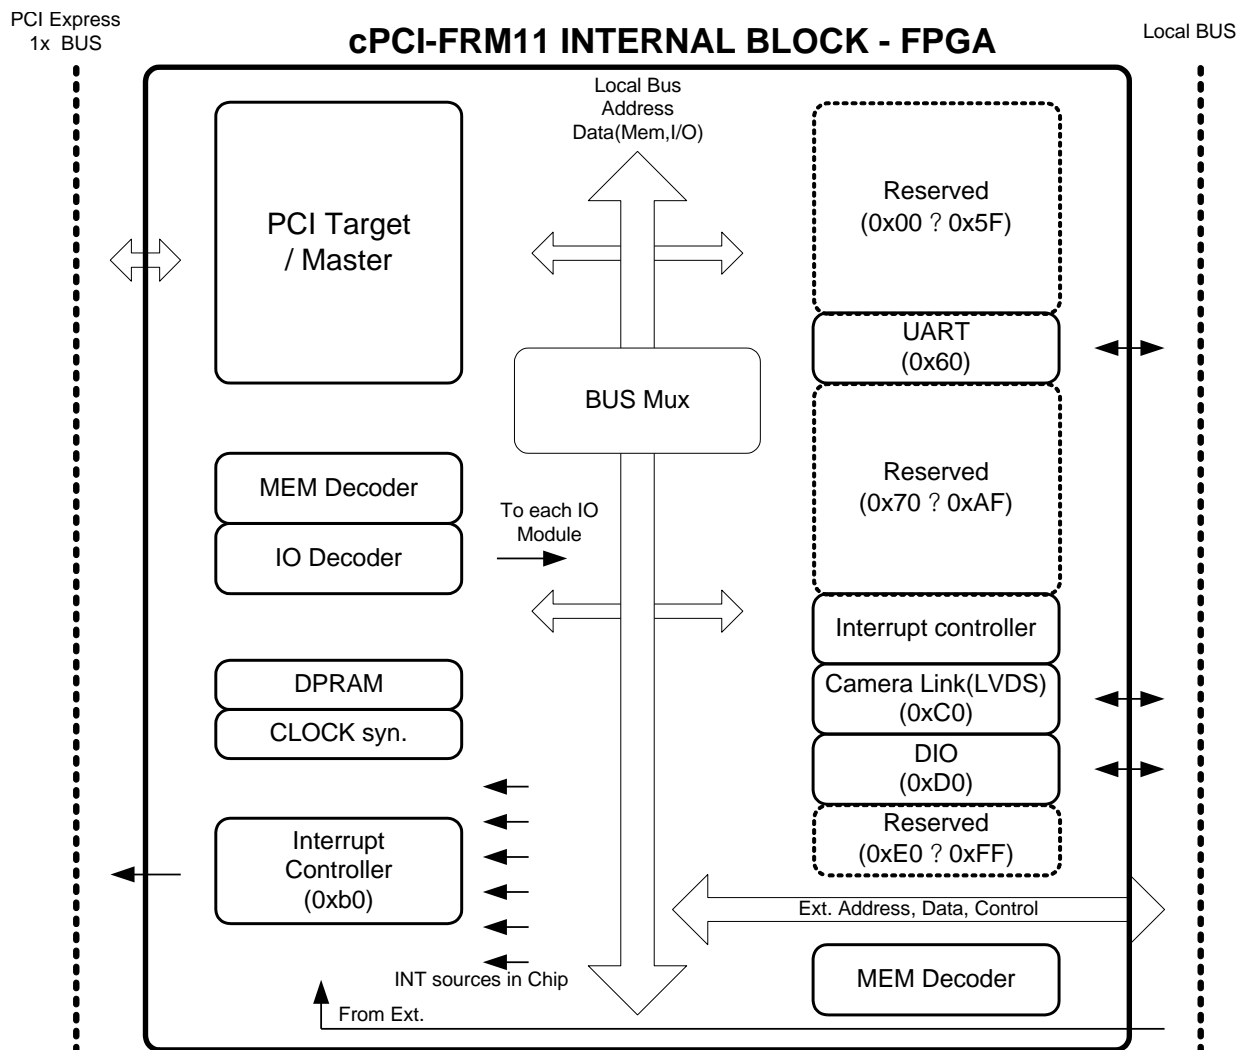 PCI Express
1x  BUS
cPCI-FRM11 INTERNAL BLOCK - FPGA
Local BUS
Local Bus
Address
Data(Mem,I/O)
PCI Target
/ Master
Reserved
(0x00 ? 0x5F)
UART
(0x60)
BUS Mux
MEM Decoder
IO Decoder
To each IO
Module
Reserved
(0x70 ? 0xAF)
Interrupt controller
DPRAM
CLOCK syn.
Camera Link(LVDS)
(0xC0)
DIO
(0xD0)
Reserved
(0xE0 ? 0xFF)
Interrupt
Controller
(0xb0)
Ext. Address, Data, Control
INT sources in Chip
MEM Decoder
From Ext.